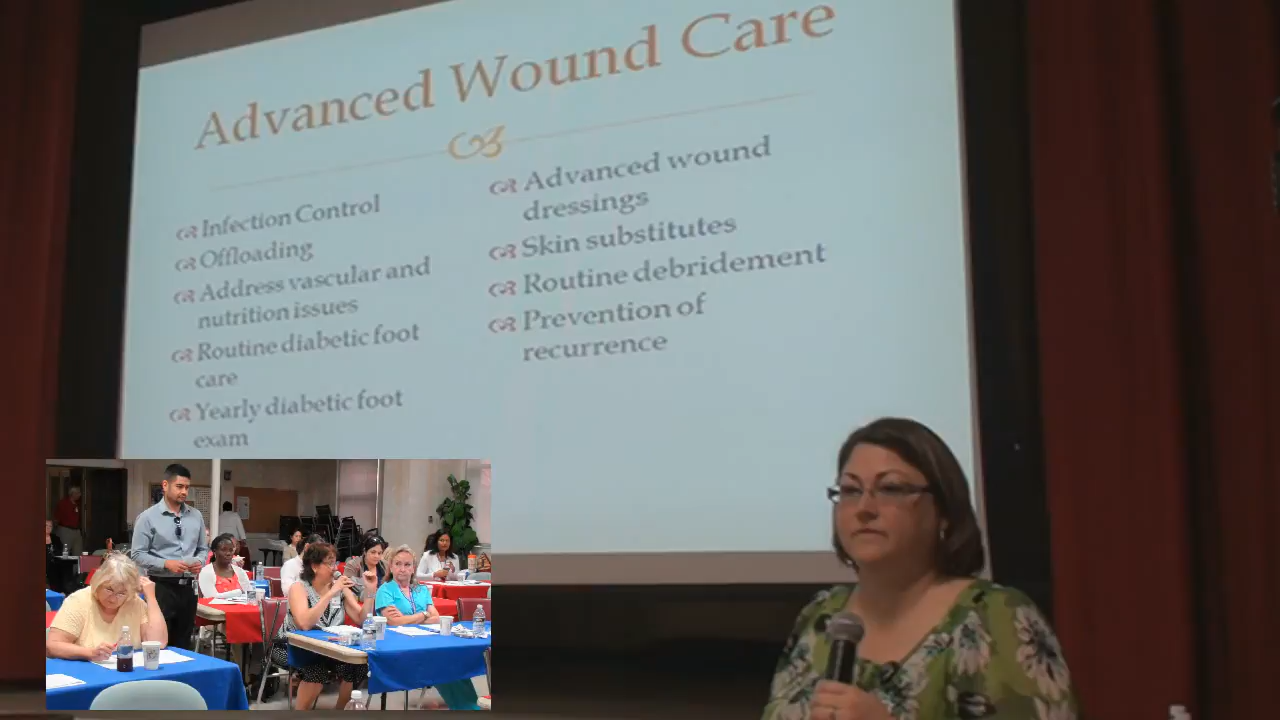 Advanced Wound Care
Infection Control
Offloading
Address vascular and
nutrition issues
Routine diabetic foot
care
Yearly diabetic foot
exam
Advanced wound
dressings
Skin substitutes
Routine debridement
Prevention of
recurrence